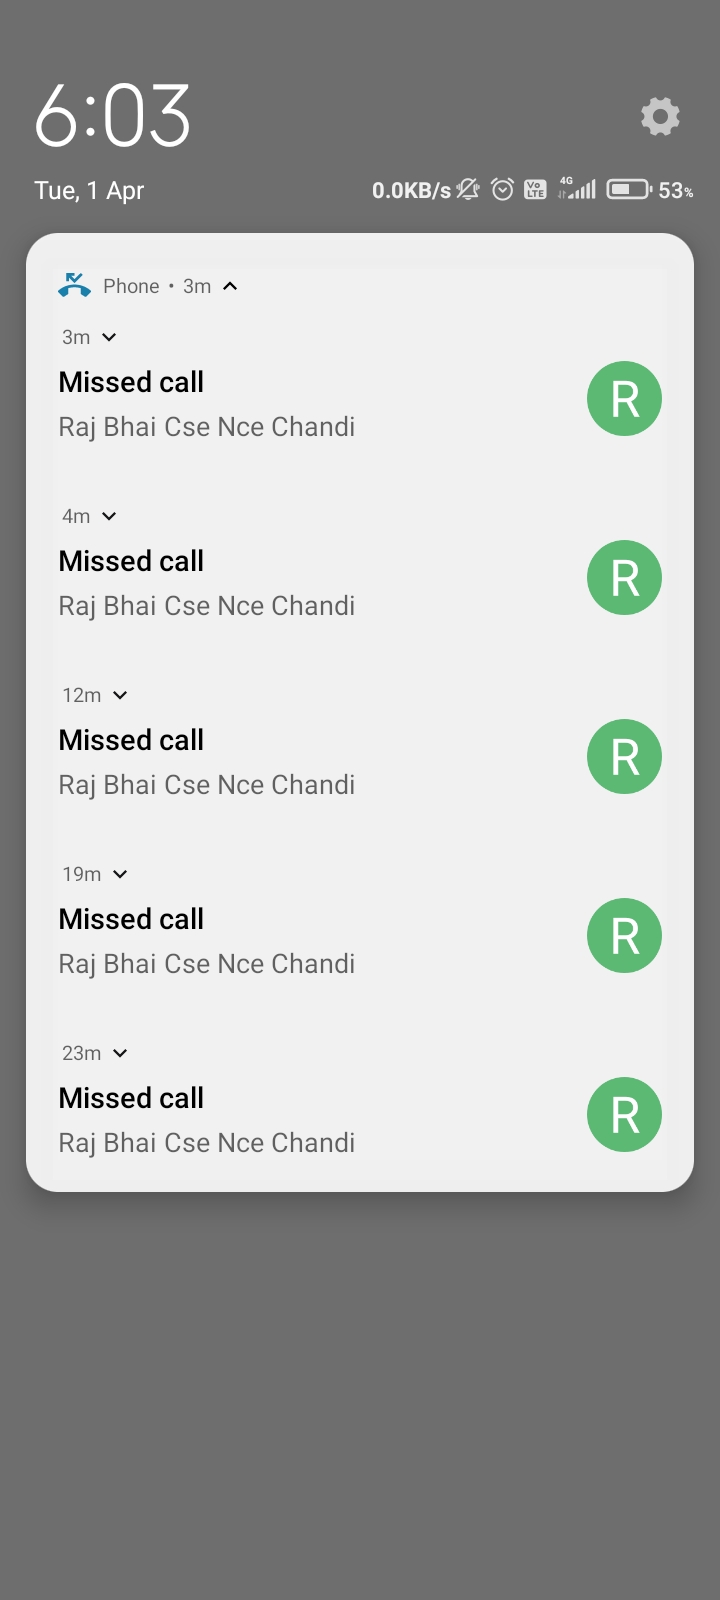 6:03
Tue, 1 Apr
0.0KB/s Vo LTE 4G 53%
Phone • 3m
3m
Missed call
Raj Bhai Cse Nce Chandi
R
4m
Missed call
Raj Bhai Cse Nce Chandi
R
12m
Missed call
Raj Bhai Cse Nce Chandi
R
19m
Missed call
Raj Bhai Cse Nce Chandi
R
23m
Missed call
Raj Bhai Cse Nce Chandi
R